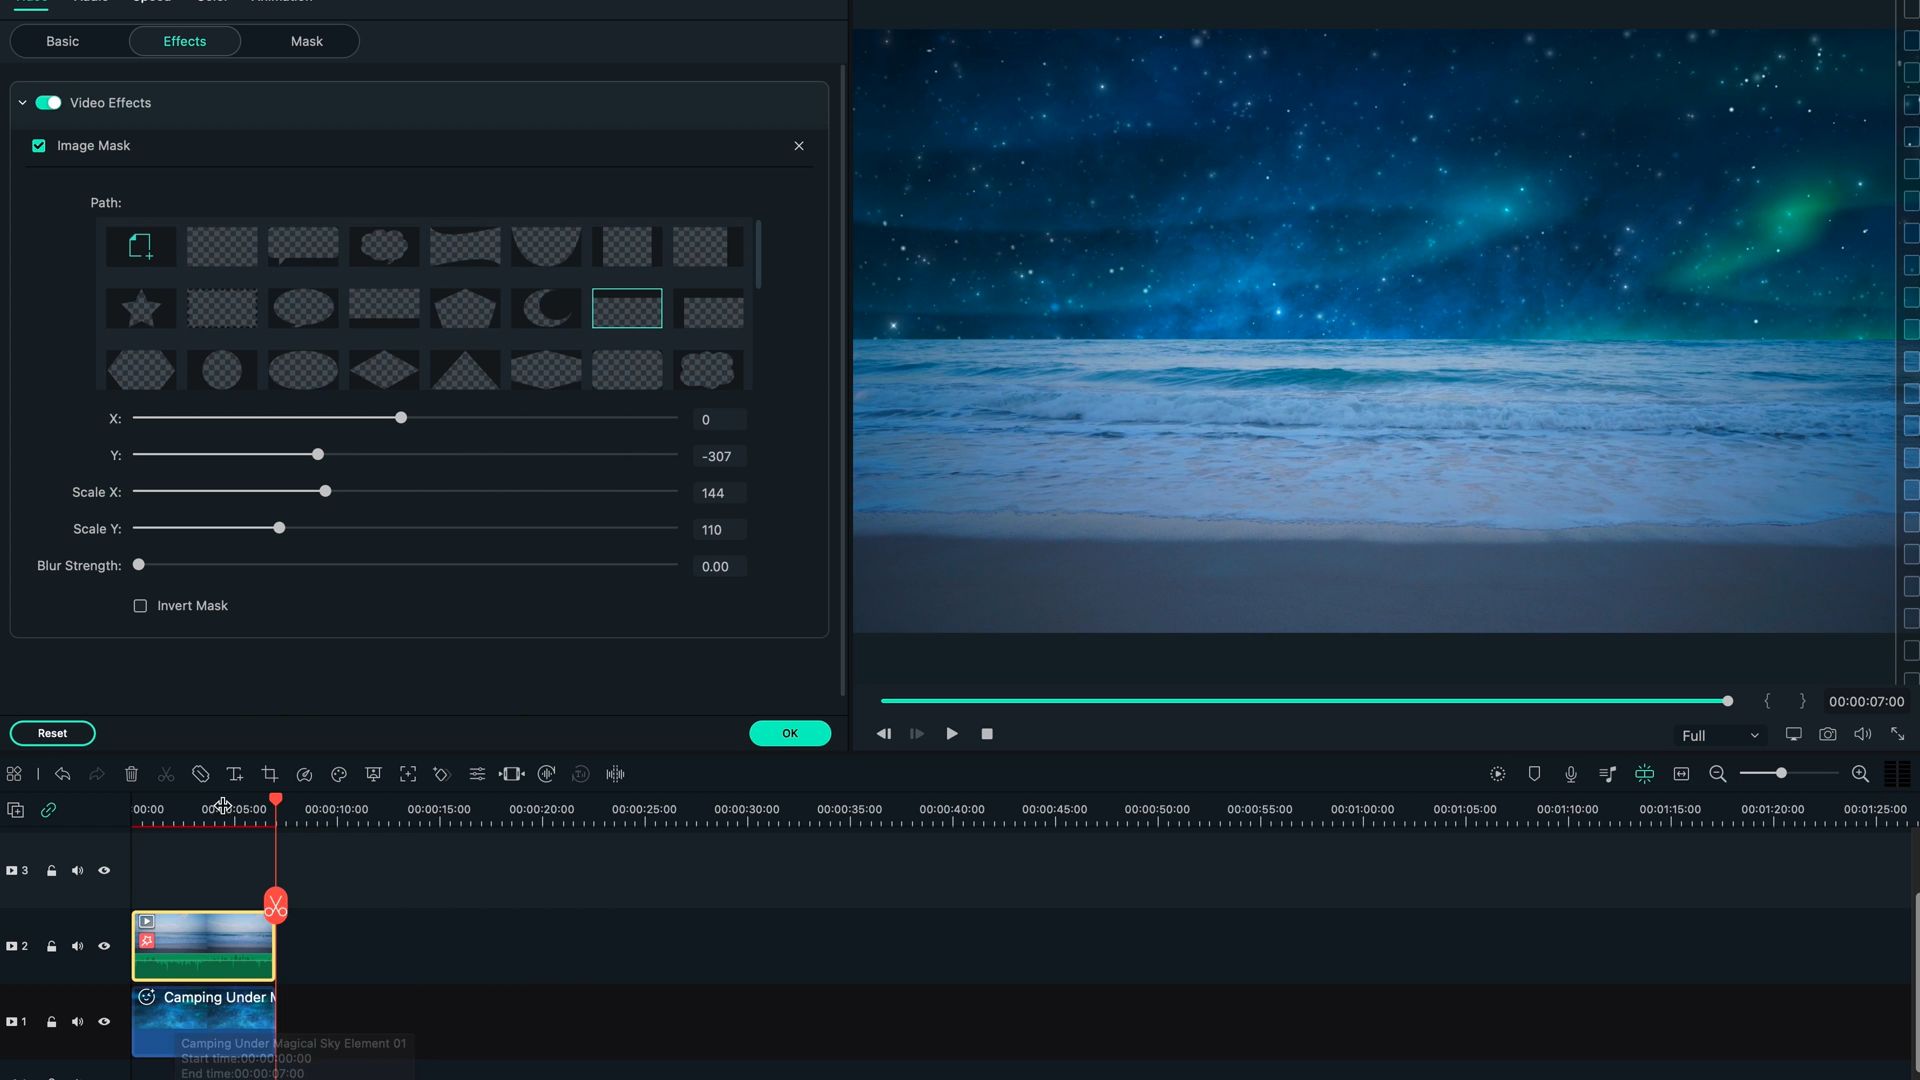 Video Audio Speed Color Animation
Basic Effects Mask
Video Effects
Image Mask
Path:
X: 0
Y: -307
Scale X: 144
Scale Y: 110
Blur Strength: 0.00
Invert Mask
Reset OK
00:00:07:00
Full
:00:00 00:00:05:00 00:00:10:00 00:00:15:00 00:00:20:00 00:00:25:00 00:00:30:00 00:00:35:00 00:00:40:00 00:00:45:00 00:00:50:00 00:00:55:00 00:01:00:00 00:01:05:00 00:01:10:00 00:01:15:00 00:01:20:00 00:01:25:00
3
2
Camping Under M
1
Camping Under Magical Sky Element 01
Start time:00:00:00:00
End time:00:00:07:00